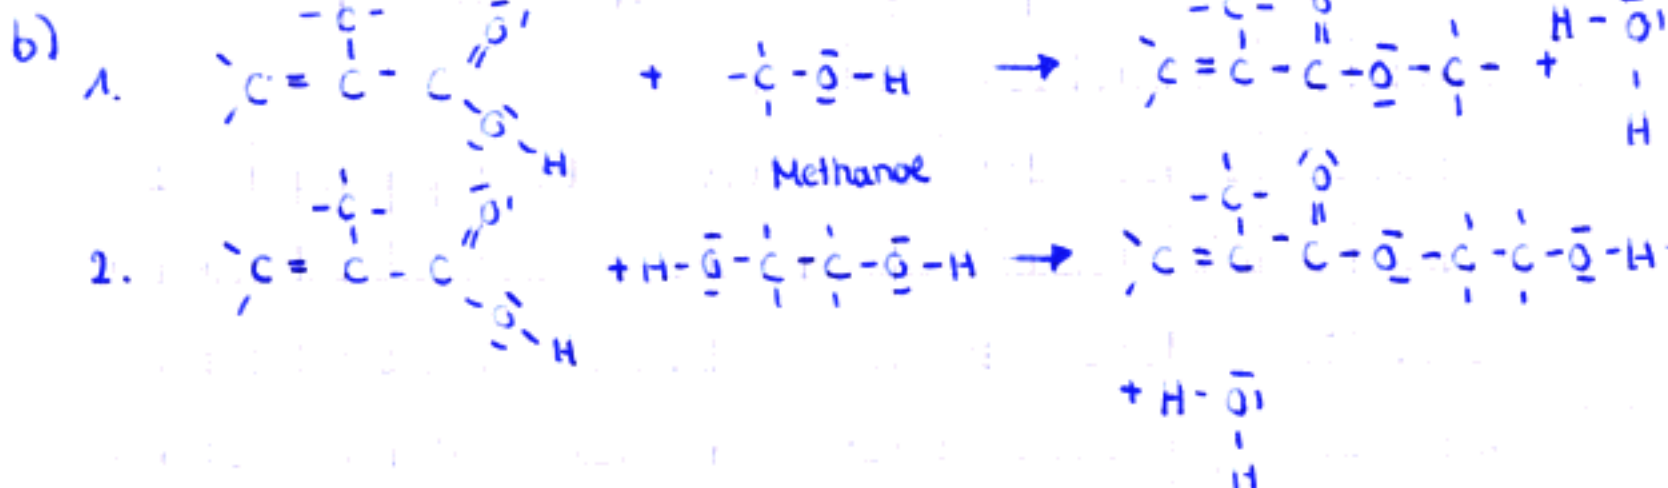 b)
1. C = C - C O O - H + - C - O - H → C = C - C - O - C - + H - O - H
Methanol
2. C = C - C O O - H + H - O - C - C - O - H → C = C - C - O - C - C - O - H
+ H - O
H